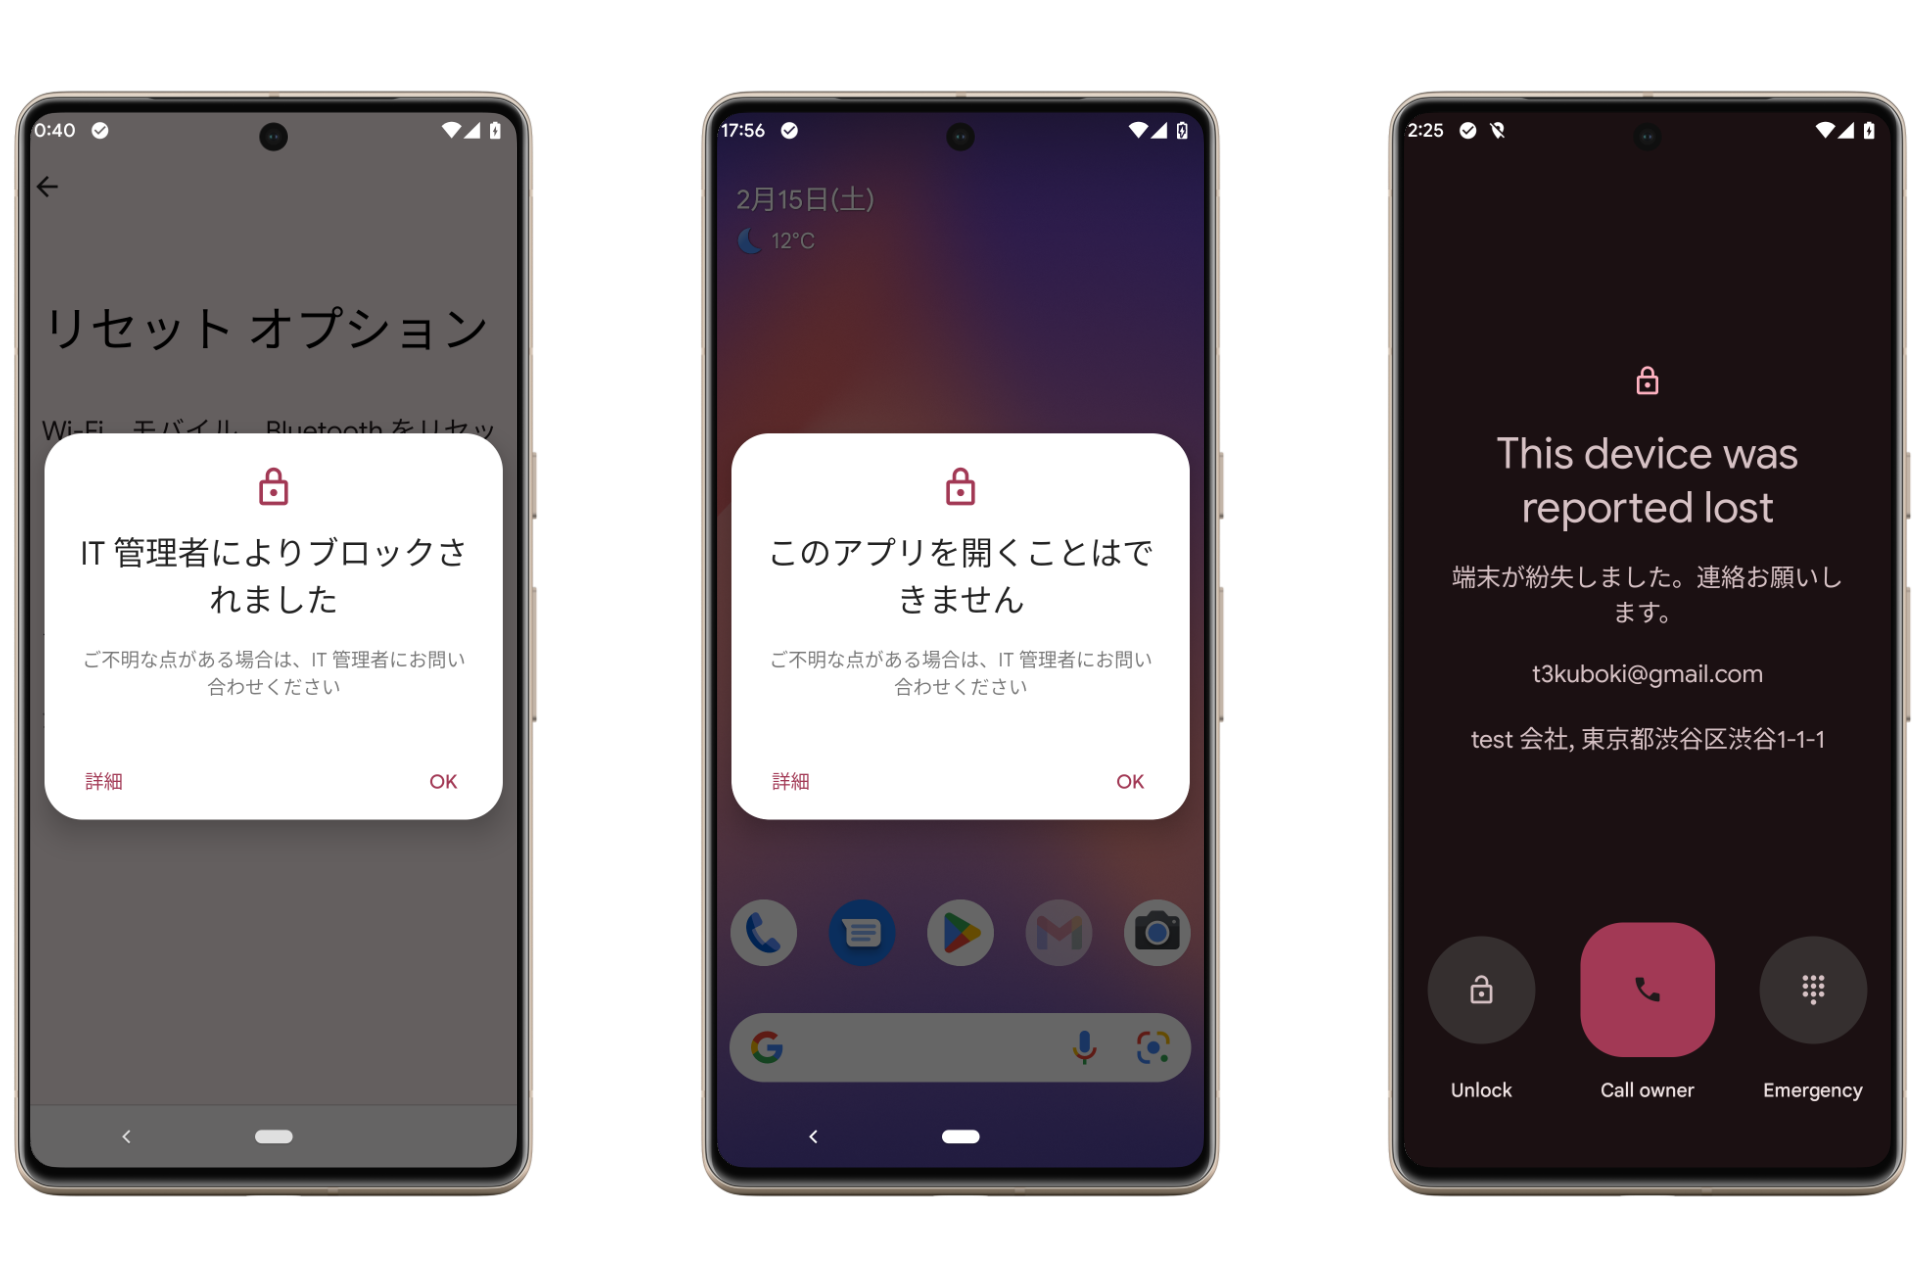 0:40
リセット オプション
Wi-Fi、モバイル、Bluetooth をリセッ
IT 管理者によりブロックさ
れました
ご不明な点がある場合は、IT 管理者にお問い
合わせください
詳細
OK
17:56
2月15日(土)
12°C
このアプリを開くことはで
きません
ご不明な点がある場合は、IT 管理者にお問い
合わせください
詳細
OK
2:25
This device was
reported lost
端末が紛失しました。連絡お願いし
ます。
t3kuboki@gmail.com
test 会社, 東京都渋谷区渋谷1-1-1
Unlock
Call owner
Emergency